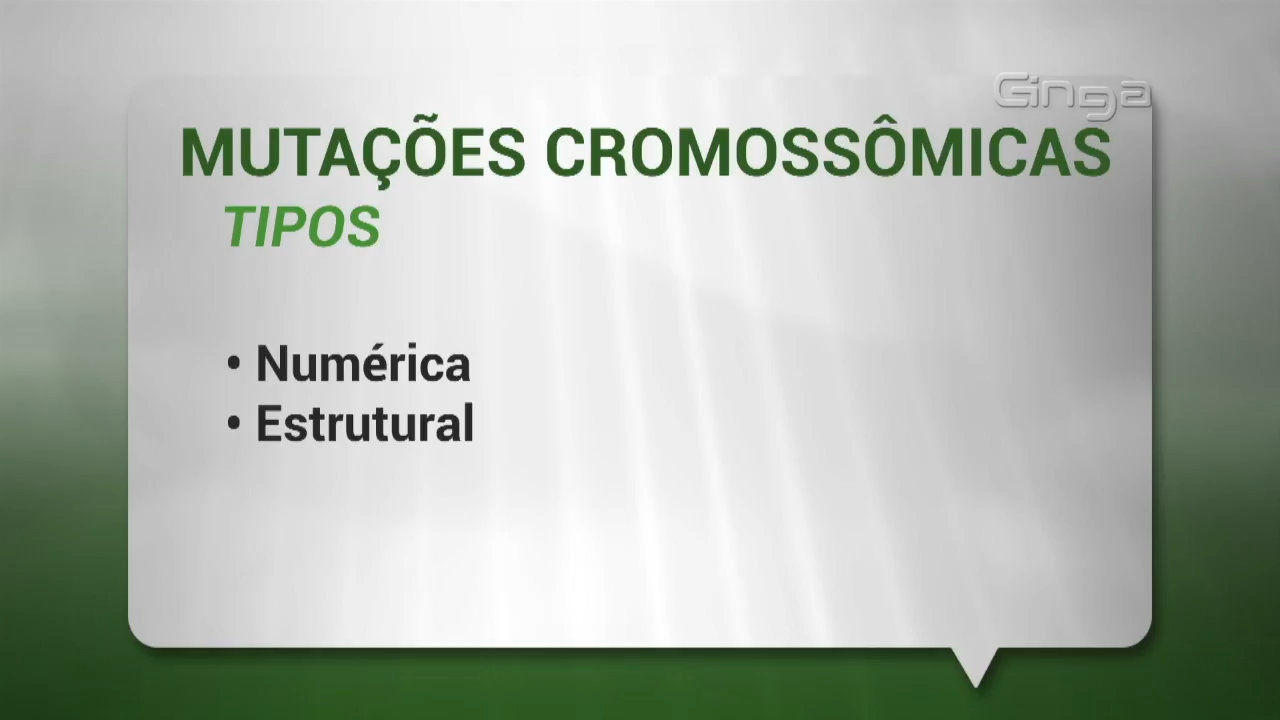 Ginga
MUTAÇÕES CROMOSSÔMICAS
TIPOS
• Numérica
• Estrutural